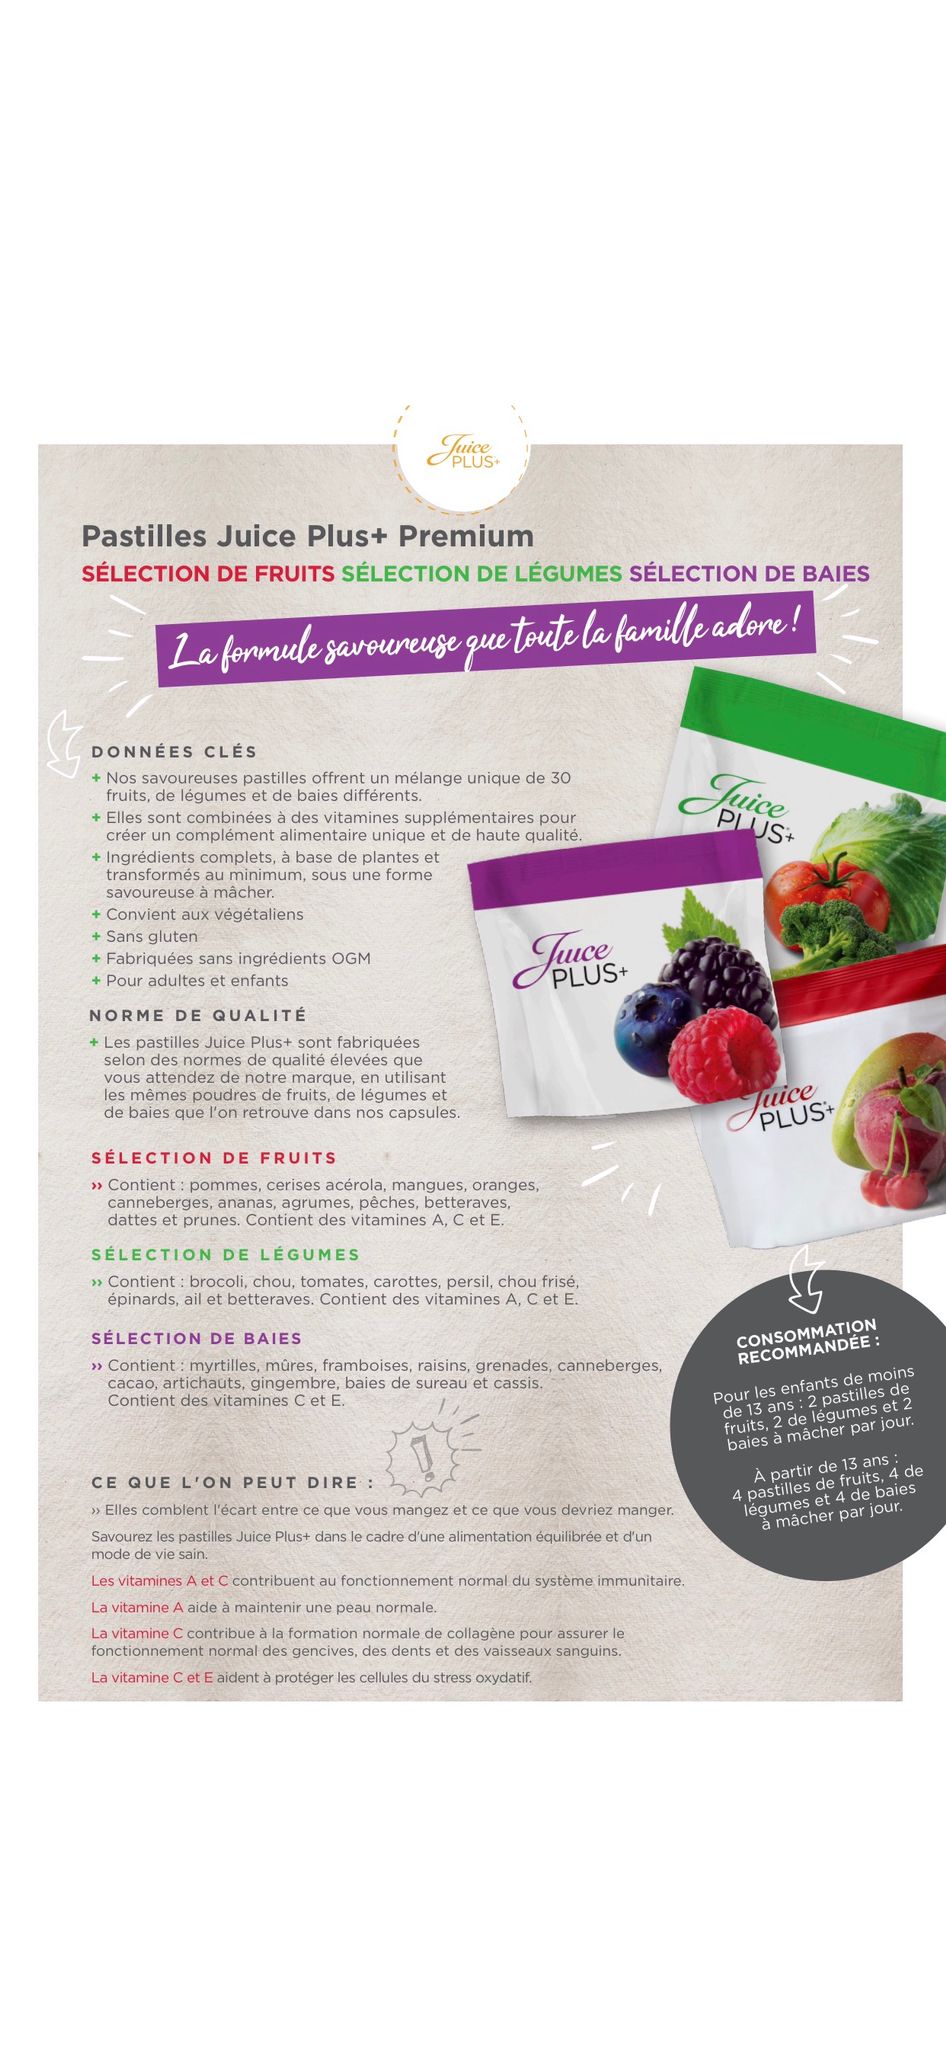 Juice
PLUS+
Pastilles Juice Plus+ Premium
SÉLECTION DE FRUITS SÉLECTION DE LÉGUMES SÉLECTION DE BAIES
La formule savoureuse que toute la famille adore !
DONNÉES CLÉS
+ Nos savoureuses pastilles offrent un mélange unique de 30
fruits, de légumes et de baies différents.
+ Elles sont combinées à des vitamines supplémentaires pour
créer un complément alimentaire unique et de haute qualité.
+ Ingrédients complets, à base de plantes et
transformés au minimum, sous une forme
savoureuse à mâcher.
+ Convient aux végétaliens
+ Sans gluten
+ Fabriquées sans ingrédients OGM
+ Pour adultes et enfants
Juice
PLUS+
Juice
PLUS+
Juice
PLUS+
NORME DE QUALITÉ
+ Les pastilles Juice Plus+ sont fabriquées
selon des normes de qualité élevées que
vous attendez de notre marque, en utilisant
les mêmes poudres de fruits, de légumes et
de baies que l'on retrouve dans nos capsules.
SÉLECTION DE FRUITS
›› Contient : pommes, cerises acérola, mangues, oranges,
canneberges, ananas, agrumes, pêches, betteraves,
dattes et prunes. Contient des vitamines A, C et E.
SÉLECTION DE LÉGUMES
›› Contient : brocoli, chou, tomates, carottes, persil, chou frisé,
épinards, ail et betteraves. Contient des vitamines A, C et E.
SÉLECTION DE BAIES
›› Contient : myrtilles, mûres, framboises, raisins, grenades, canneberges,
cacao, artichauts, gingembre, baies de sureau et cassis.
Contient des vitamines C et E.
CONSOMMATION
RECOMMANDÉE :
Pour les enfants de moins
de 13 ans : 2 pastilles de
fruits, 2 de légumes et 2
baies à mâcher par jour.
À partir de 13 ans :
4 pastilles de fruits, 4 de
légumes et 4 de baies
à mâcher par jour.
CE QUE L'ON PEUT DIRE :
›› Elles comblent l'écart entre ce que vous mangez et ce que vous devriez manger.
Savourez les pastilles Juice Plus+ dans le cadre d'une alimentation équilibrée et d'un
mode de vie sain.
Les vitamines A et C contribuent au fonctionnement normal du système immunitaire.
La vitamine A aide à maintenir une peau normale.
La vitamine C contribue à la formation normale de collagène pour assurer le
fonctionnement normal des gencives, des dents et des vaisseaux sanguins.
La vitamine C et E aident à protéger les cellules du stress oxydatif.